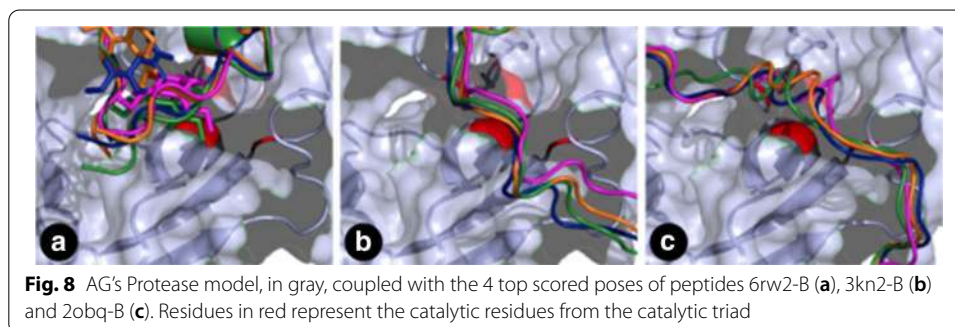 a b c
Fig. 8 AG's Protease model, in gray, coupled with the 4 top scored poses of peptides 6rw2-B (a), 3kn2-B (b)
and 2obq-B (c). Residues in red represent the catalytic residues from the catalytic triad